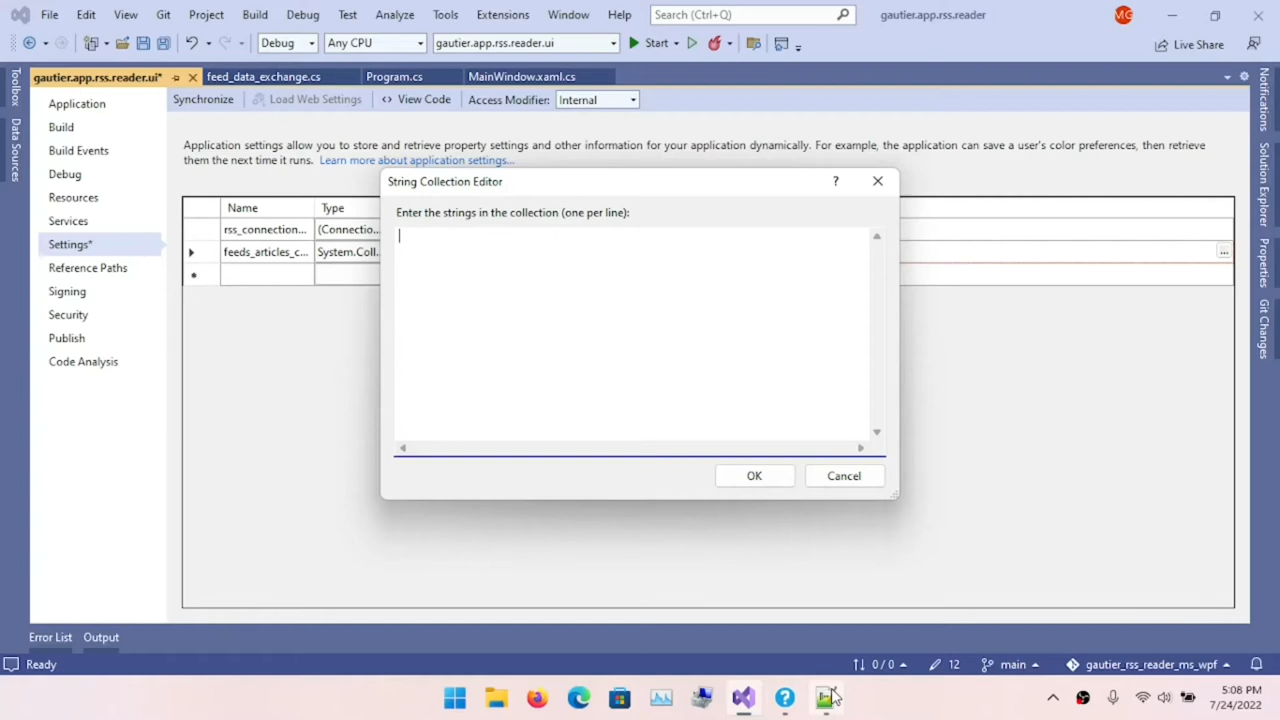 File Edit View Git Project Build Debug Test Analyze Tools Extensions Window Help Search (Ctrl+Q) gautier.app.rss.reader MG
Debug Any CPU gautier.app.rss.reader.ui Start Live Share
gautier.app.rss.reader.ui* feed_data_exchange.cs Program.cs MainWindow.xaml.cs
Toolbox
Data Sources
Application
Build
Build Events
Debug
Resources
Services
Settings*
Reference Paths
Signing
Security
Publish
Code Analysis
Synchronize Load Web Settings View Code Access Modifier: Internal
Application settings allow you to store and retrieve property settings and other information for your application dynamically. For example, the application can save a user's color preferences, then retrieve
them the next time it runs. Learn more about application settings...
Name Type
rss_connection... (Connectio...
feeds_articles_c... System.Coll... ...
String Collection Editor ?
Enter the strings in the collection (one per line):
OK Cancel
Notifications
Solution Explorer
Properties
Git Changes
Error List Output
Ready 0 / 0 12 main gautier_rss_reader_ms_wpf
5:08 PM
7/24/2022